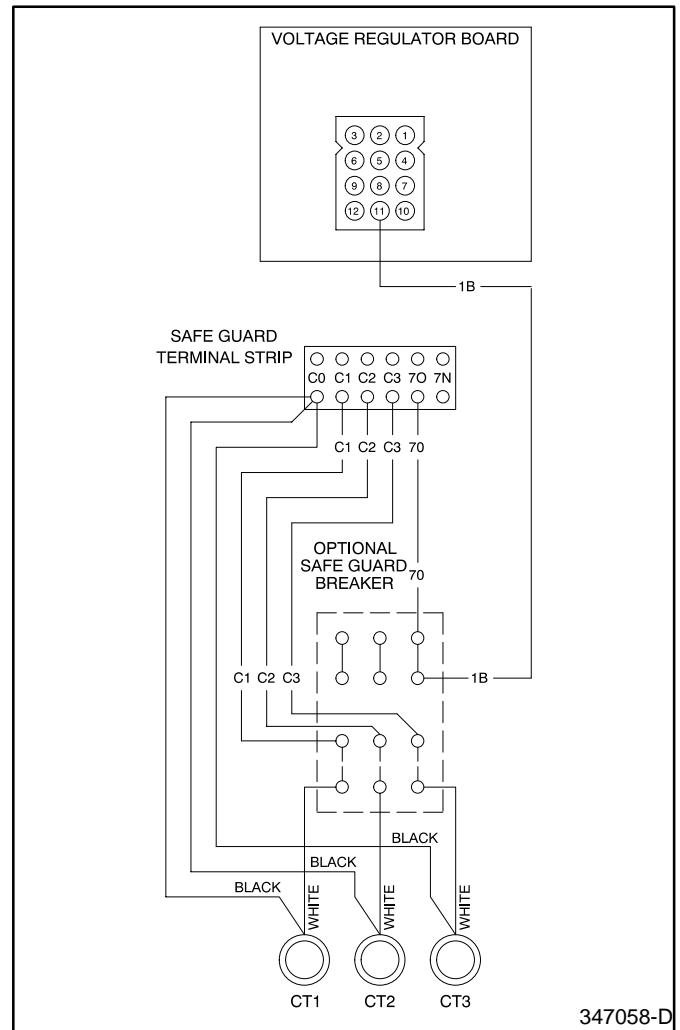 VOLTAGE REGULATOR BOARD
3 2 1
6 5 4
9 8 7
12 11 10
1B
SAFE GUARD
TERMINAL STRIP
C0 C1 C2 C3 7O 7N
C1 C2 C3 70
OPTIONAL
SAFE GUARD
BREAKER
70
C1 C2 C3
1B
BLACK
BLACK
BLACK
WHITE
WHITE
WHITE
CT1 CT2 CT3
347058-D